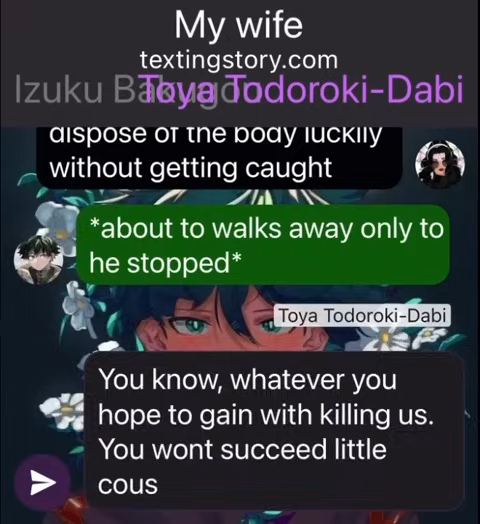 My wife
textingstory.com
Izuku Bakugou
Toya Todoroki-Dabi
dispose of the body luckily
without getting caught
*about to walks away only to
he stopped*
Toya Todoroki-Dabi
You know, whatever you
hope to gain with killing us.
You wont succeed little
cous